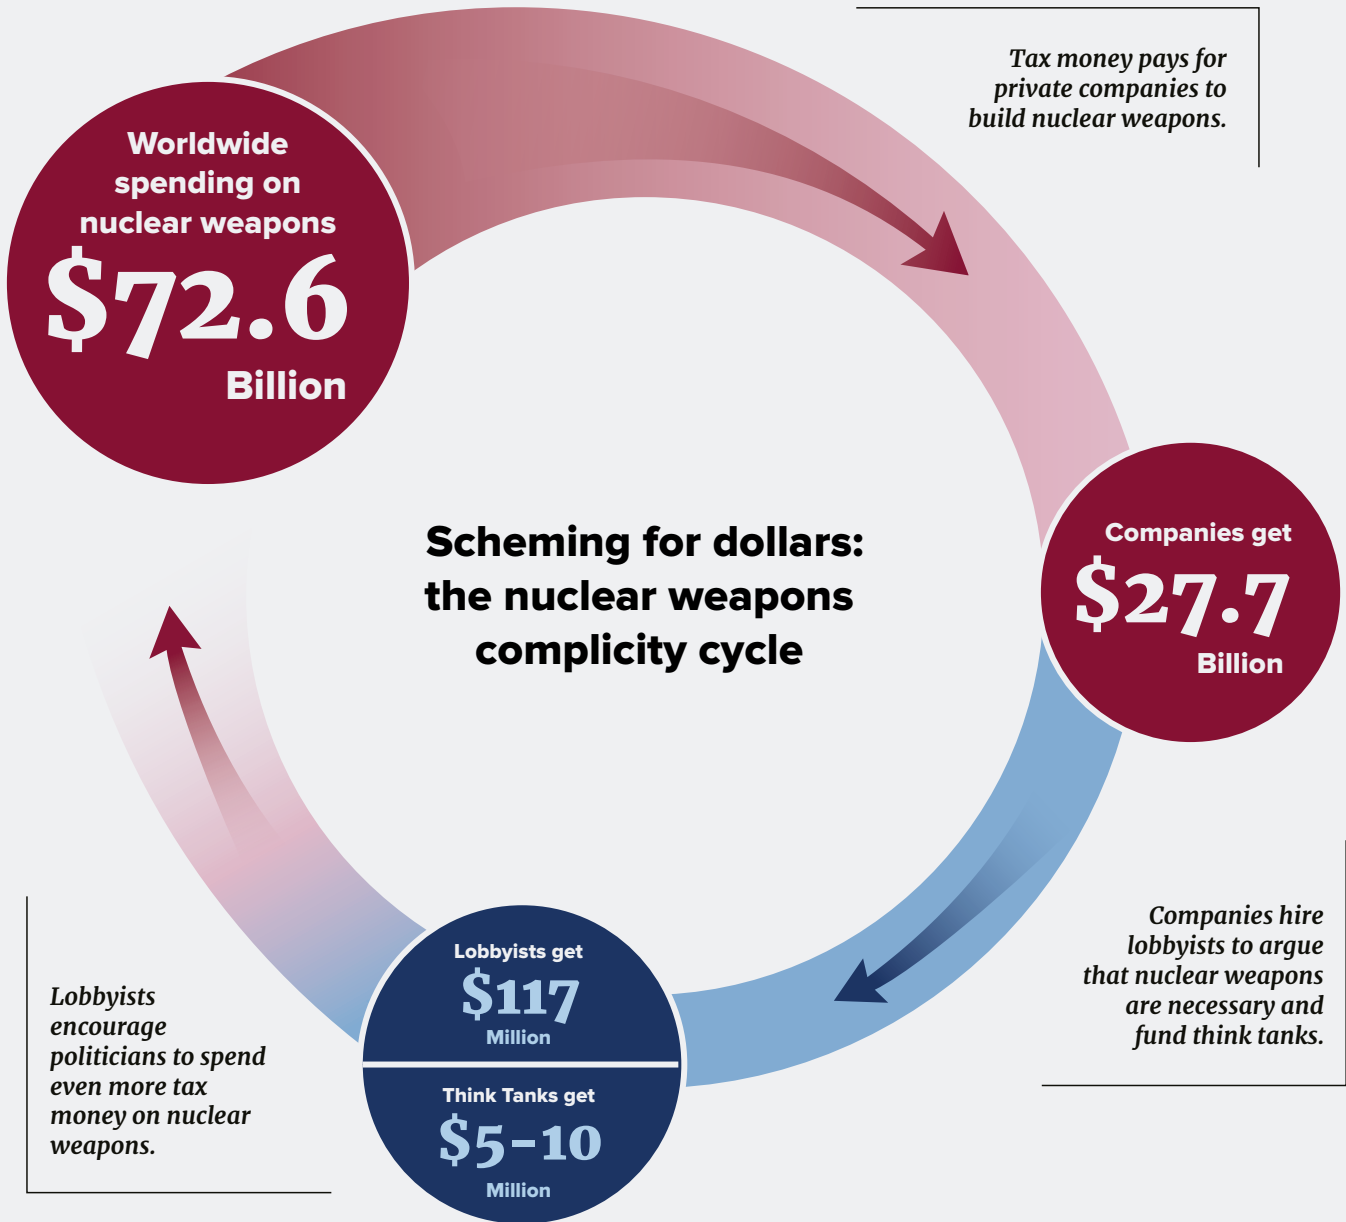 Tax money pays for
private companies to
build nuclear weapons.
Worldwide
spending on
nuclear weapons
$72.6
Billion
Scheming for dollars:
the nuclear weapons
complicity cycle
Companies get
$27.7
Billion
Companies hire
lobbyists to argue
that nuclear weapons
are necessary and
fund think tanks.
Lobbyists get
$117
Million
Think Tanks get
$5–10
Million
Lobbyists
encourage
politicians to spend
even more tax
money on nuclear
weapons.